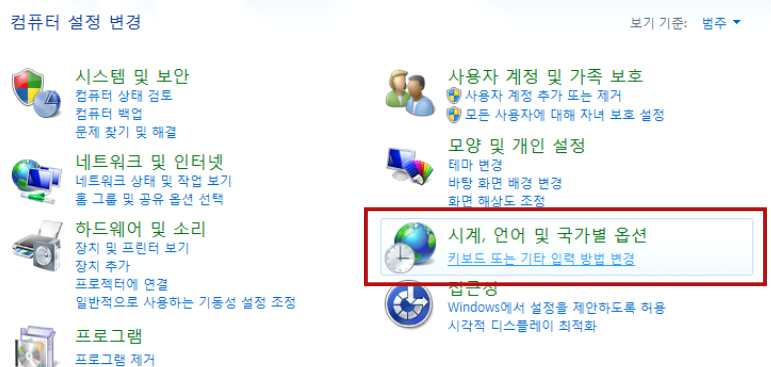 컴퓨터 설정 변경
보기 기준: 범주
시스템 및 보안
컴퓨터 상태 검토
컴퓨터 백업
문제 찾기 및 해결
네트워크 및 인터넷
네트워크 상태 및 작업 보기
홈 그룹 및 공유 옵션 선택
하드웨어 및 소리
장치 및 프린터 보기
장치 추가
프로젝터에 연결
일반적으로 사용하는 기동성 설정 조정
프로그램
프로그램 제거
사용자 계정 및 가족 보호
사용자 계정 추가 또는 제거
모든 사용자에 대해 자녀 보호 설정
모양 및 개인 설정
테마 변경
바탕 화면 배경 변경
화면 해상도 조정
시계, 언어 및 국가별 옵션
키보드 또는 기타 입력 방법 변경
접근성
Windows에서 설정을 제안하도록 허용
시각적 디스플레이 최적화